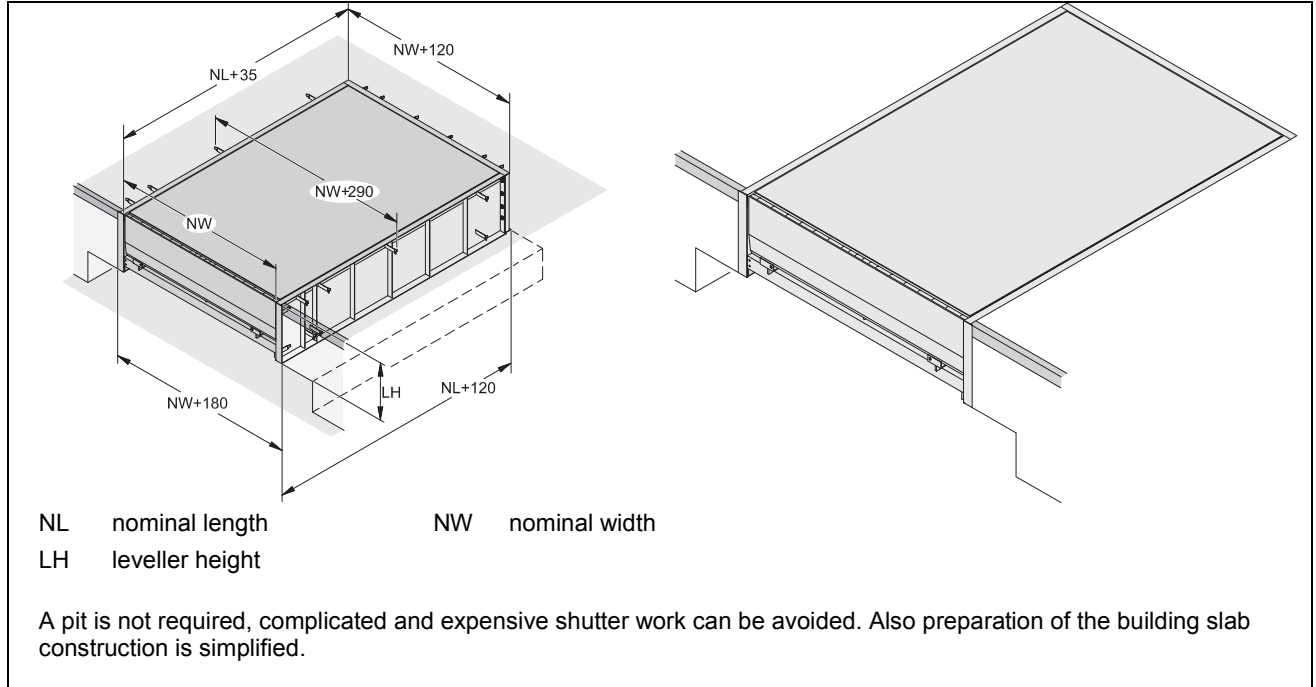 NW+120
NL+35
NW+290
NW
LH
NL+120
NW+180
NL nominal length NW nominal width
LH leveller height
A pit is not required, complicated and expensive shutter work can be avoided. Also preparation of the building slab
construction is simplified.